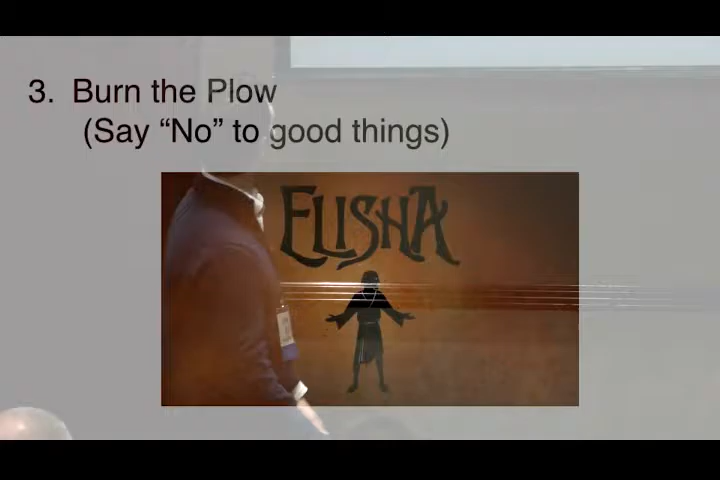 3. Burn the Plow
(Say “No” to good things)
ELISHA